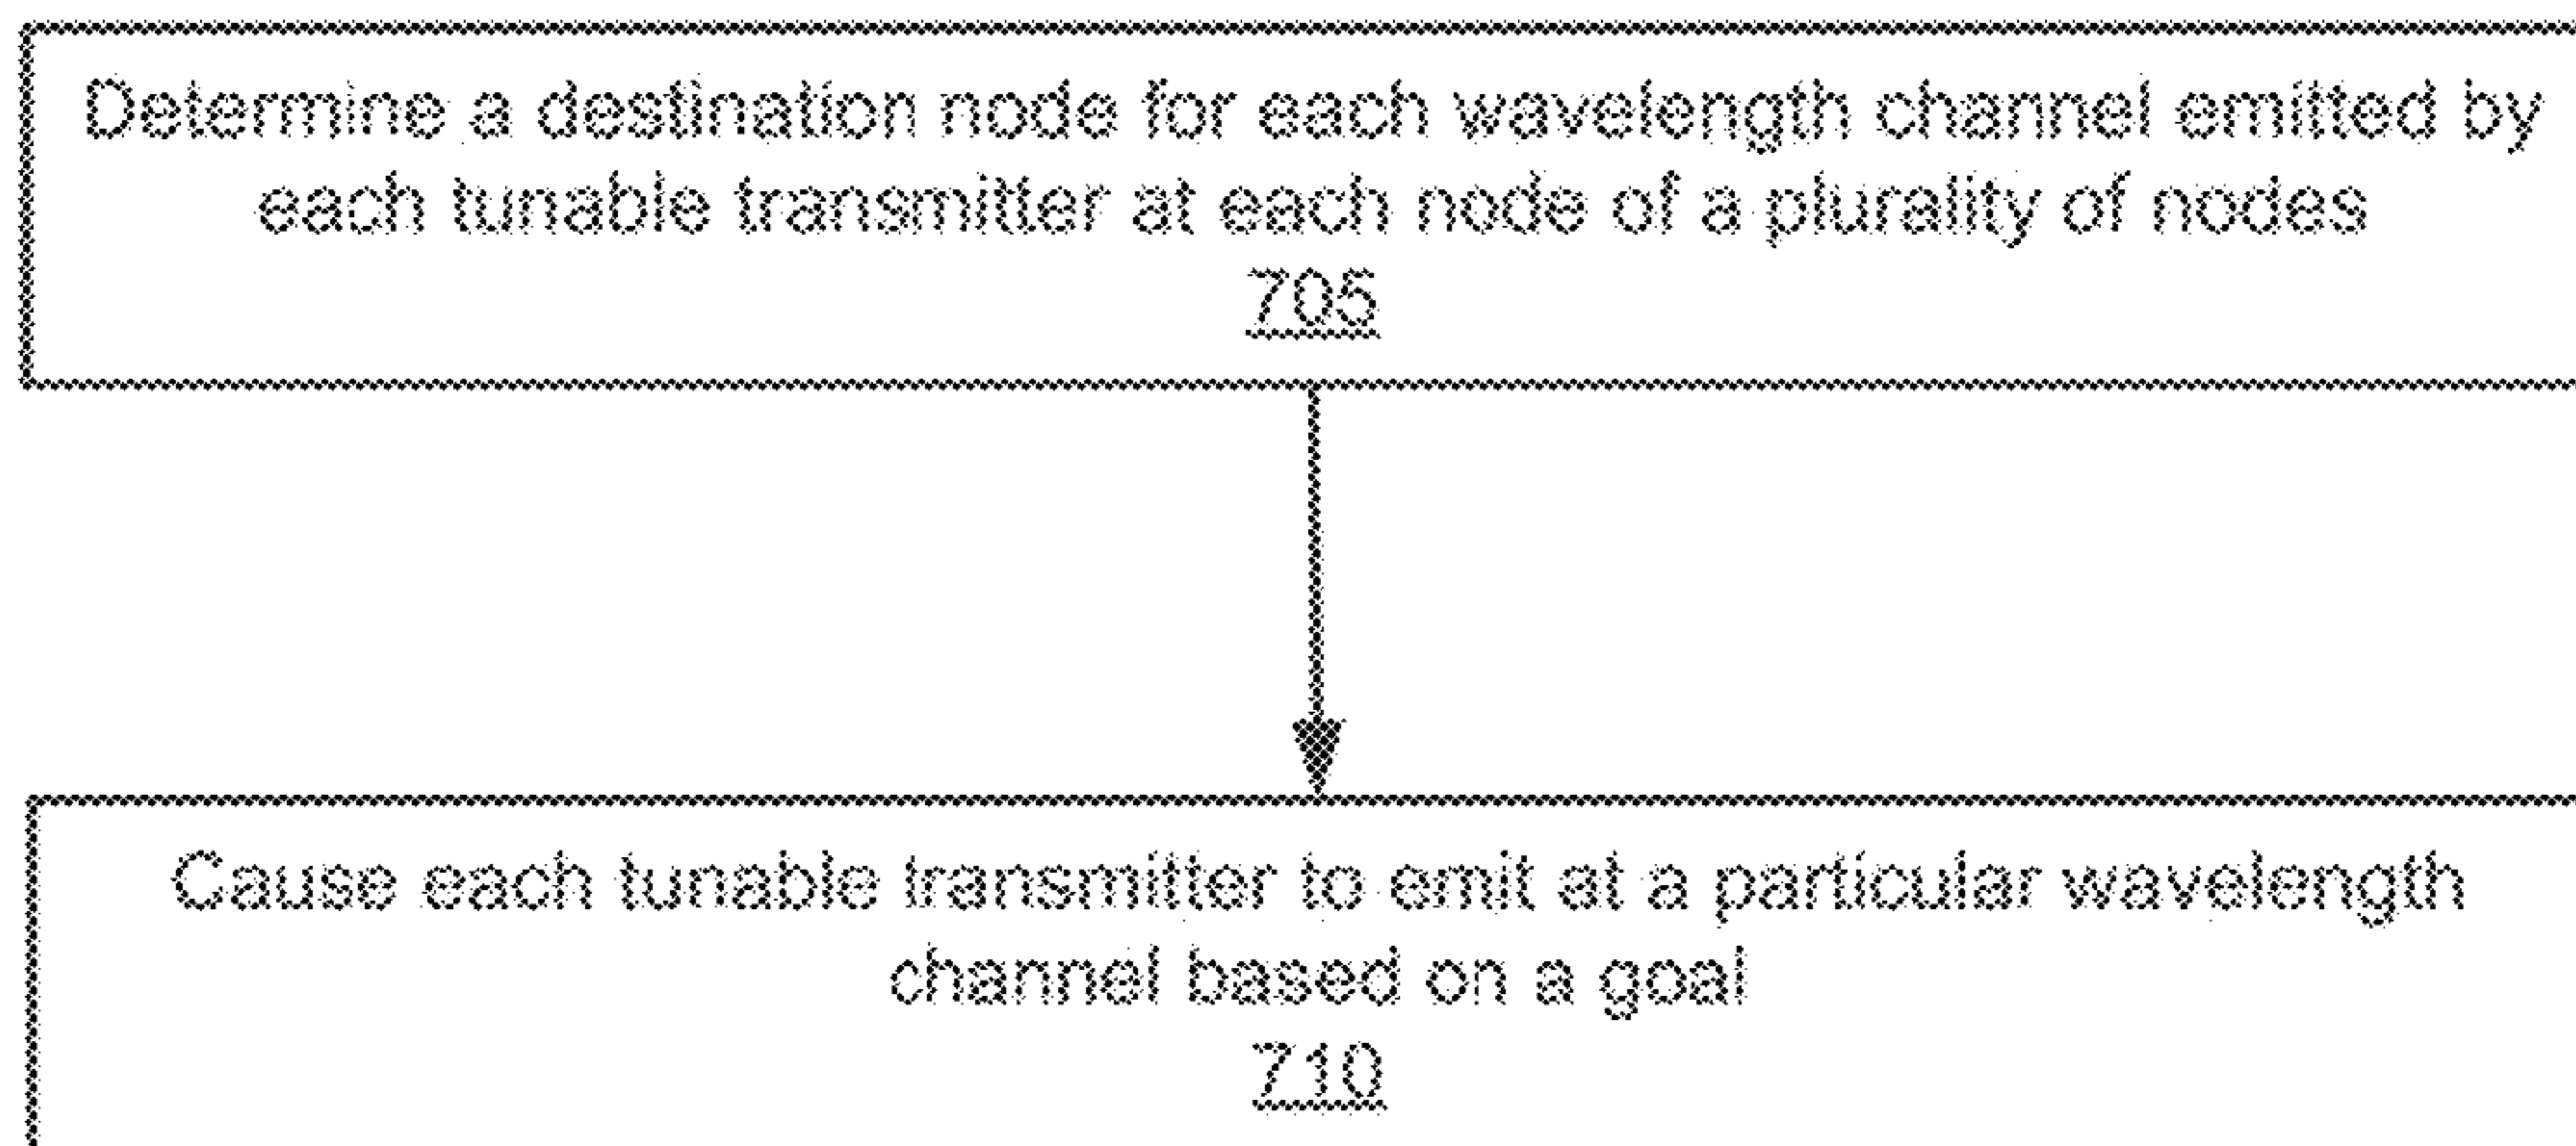 Determine a destination node for each wavelength channel emitted by
each tunable transmitter at each node of a plurality of nodes
705
Cause each tunable transmitter to emit at a particular wavelength
channel based on a goal
710